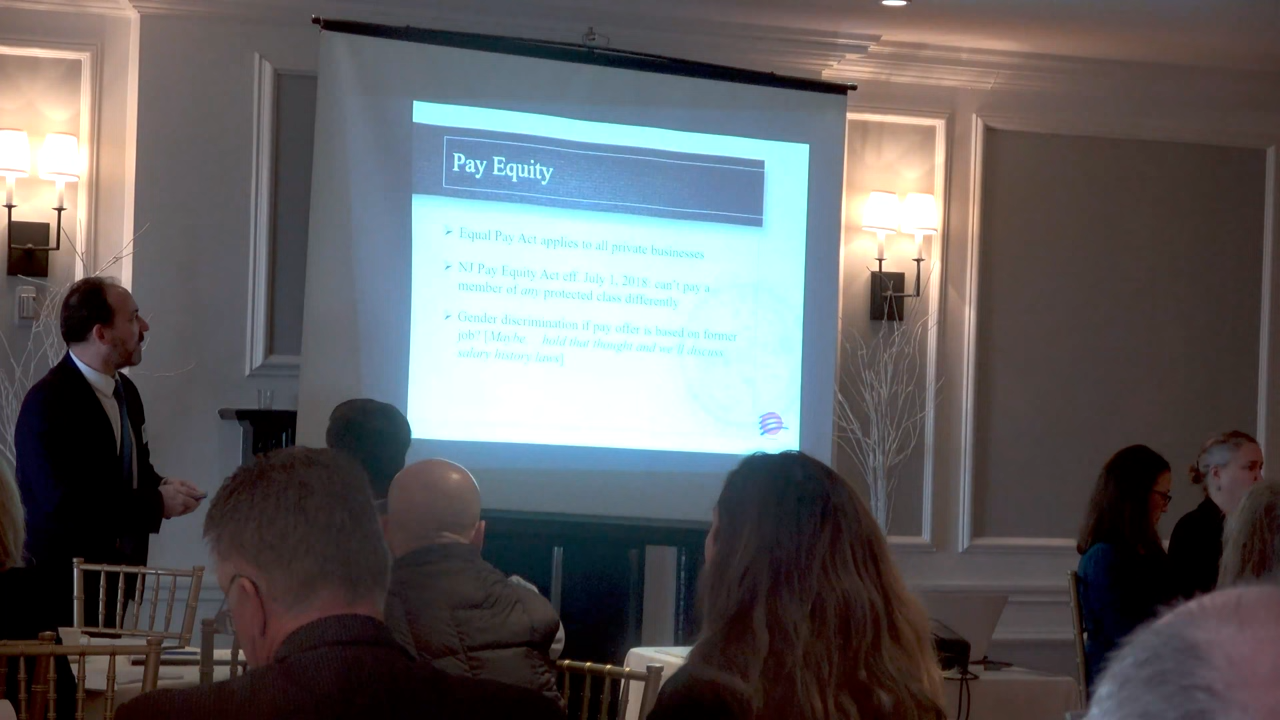 Pay Equity
➢ Equal Pay Act applies to all private businesses
➢ NJ Pay Equity Act eff. July 1, 2018: can't pay a
member of any protected class differently
➢ Gender discrimination if pay offer is based on former
job? [Maybe... hold that thought and we'll discuss
salary history laws]